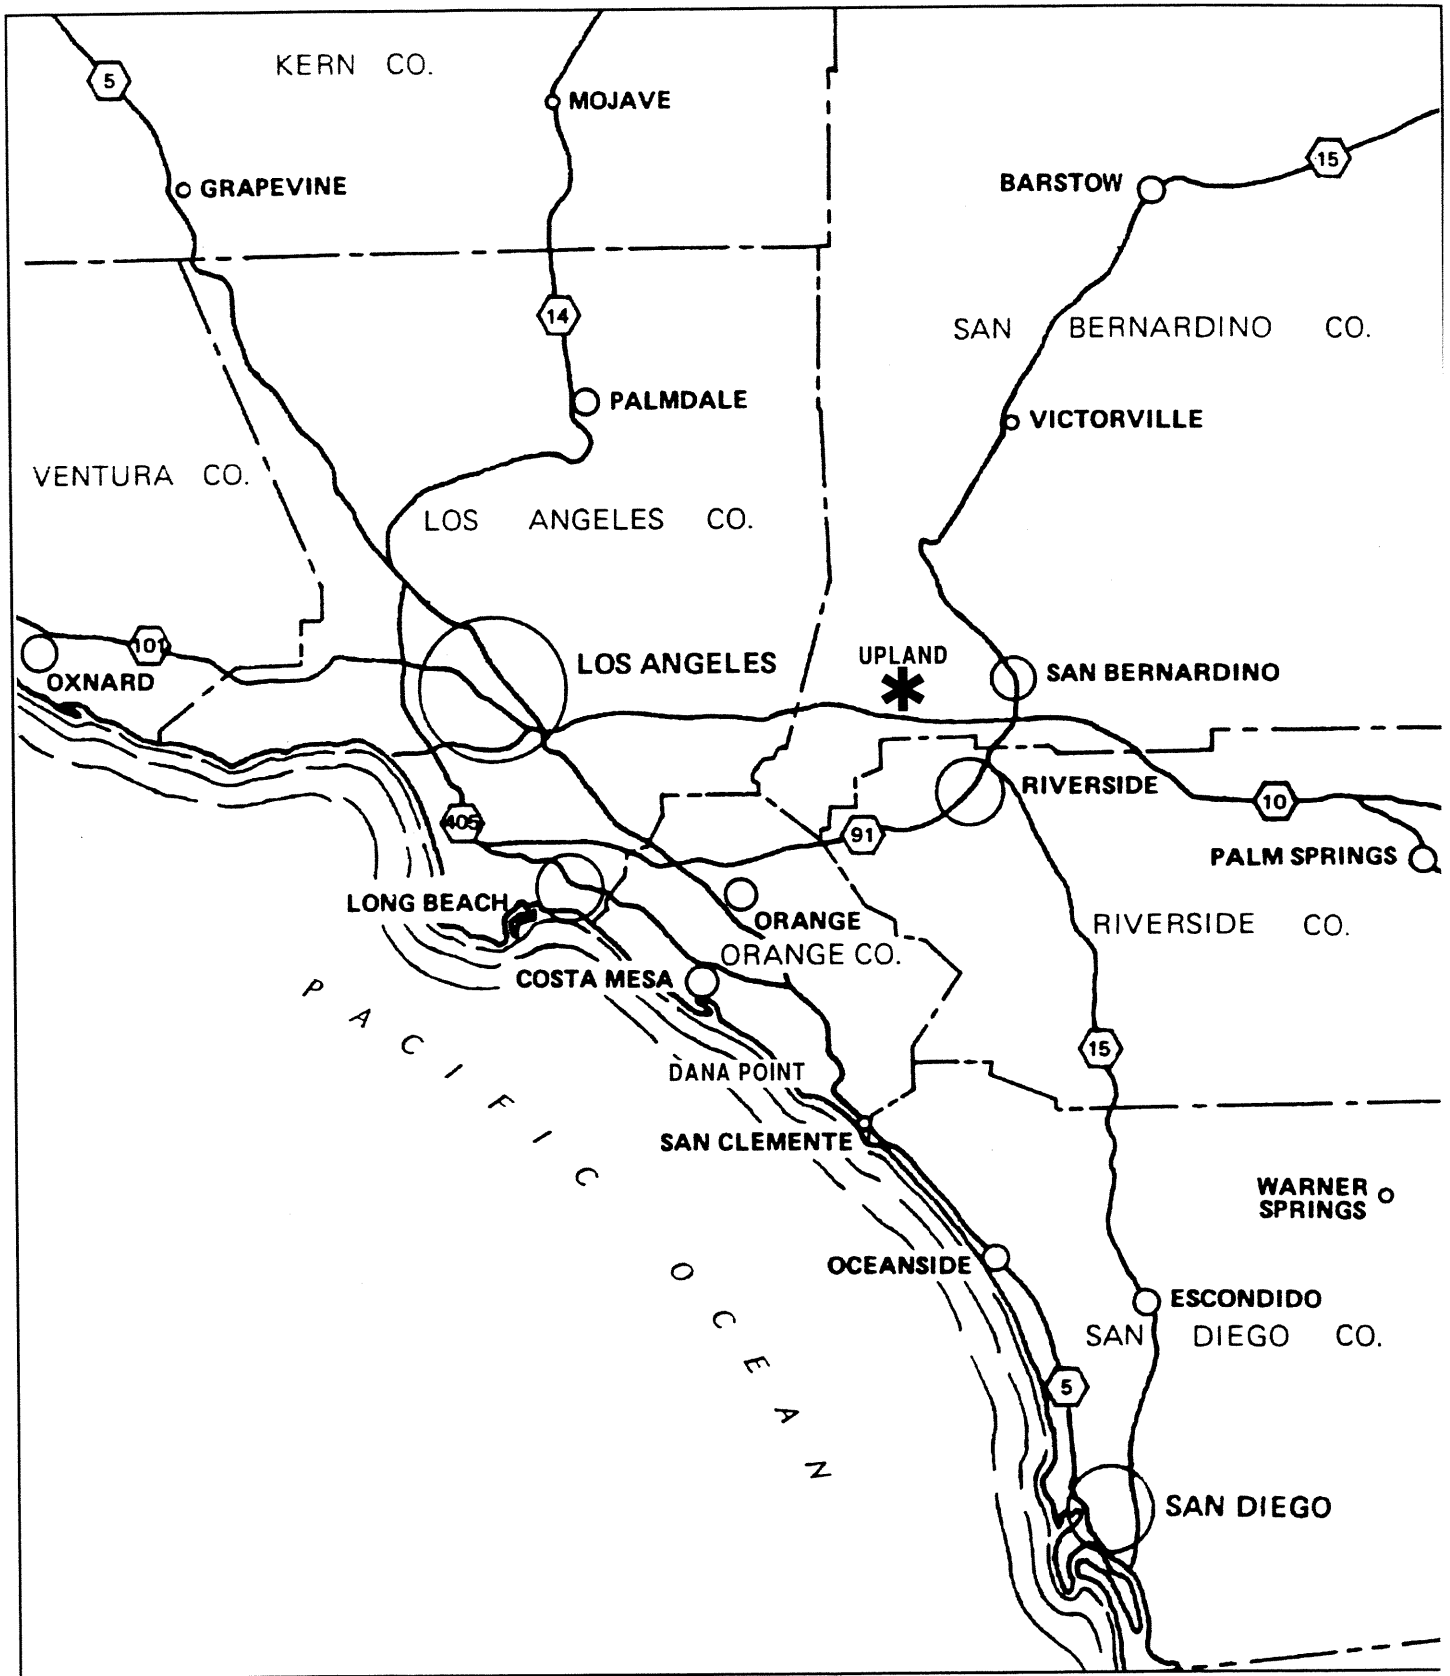 KERN CO.
5
MOJAVE
GRAPEVINE
BARSTOW
15
14
SAN BERNARDINO CO.
PALMDALE
VICTORVILLE
VENTURA CO.
LOS ANGELES CO.
101
OXNARD
LOS ANGELES
UPLAND
SAN BERNARDINO
RIVERSIDE
10
405
91
PALM SPRINGS
LONG BEACH
ORANGE
RIVERSIDE CO.
ORANGE CO.
COSTA MESA
PACIFIC OCEAN
15
DANA POINT
SAN CLEMENTE
WARNER
SPRINGS
OCEANSIDE
ESCONDIDO
SAN DIEGO CO.
5
SAN DIEGO